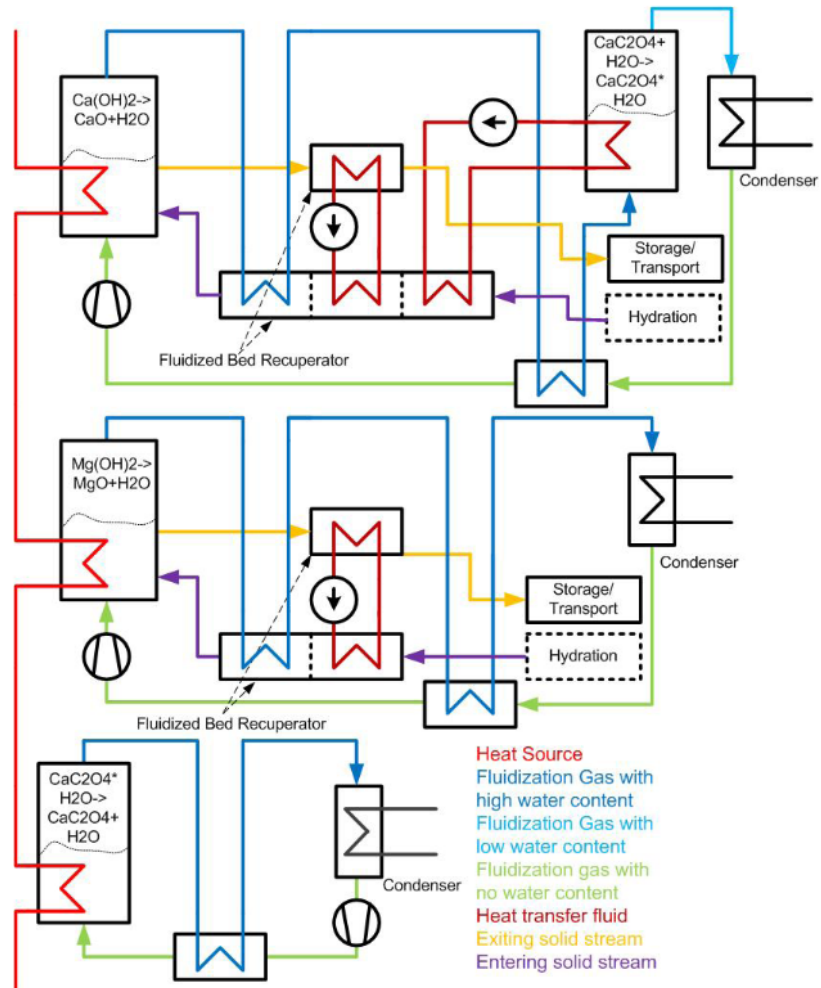 Ca(OH)2->
CaO+H2O
CaC2O4+
H2O->
CaC2O4*
H2O
Condenser
Storage/
Transport
Hydration
Fluidized Bed Recuperator
Mg(OH)2->
MgO+H2O
Condenser
Storage/
Transport
Hydration
Fluidized Bed Recuperator
CaC2O4*
H2O->
CaC2O4+
H2O
Condenser
Heat Source
Fluidization Gas with
high water content
Fluidization Gas with
low water content
Fluidization gas with
no water content
Heat transfer fluid
Exiting solid stream
Entering solid stream